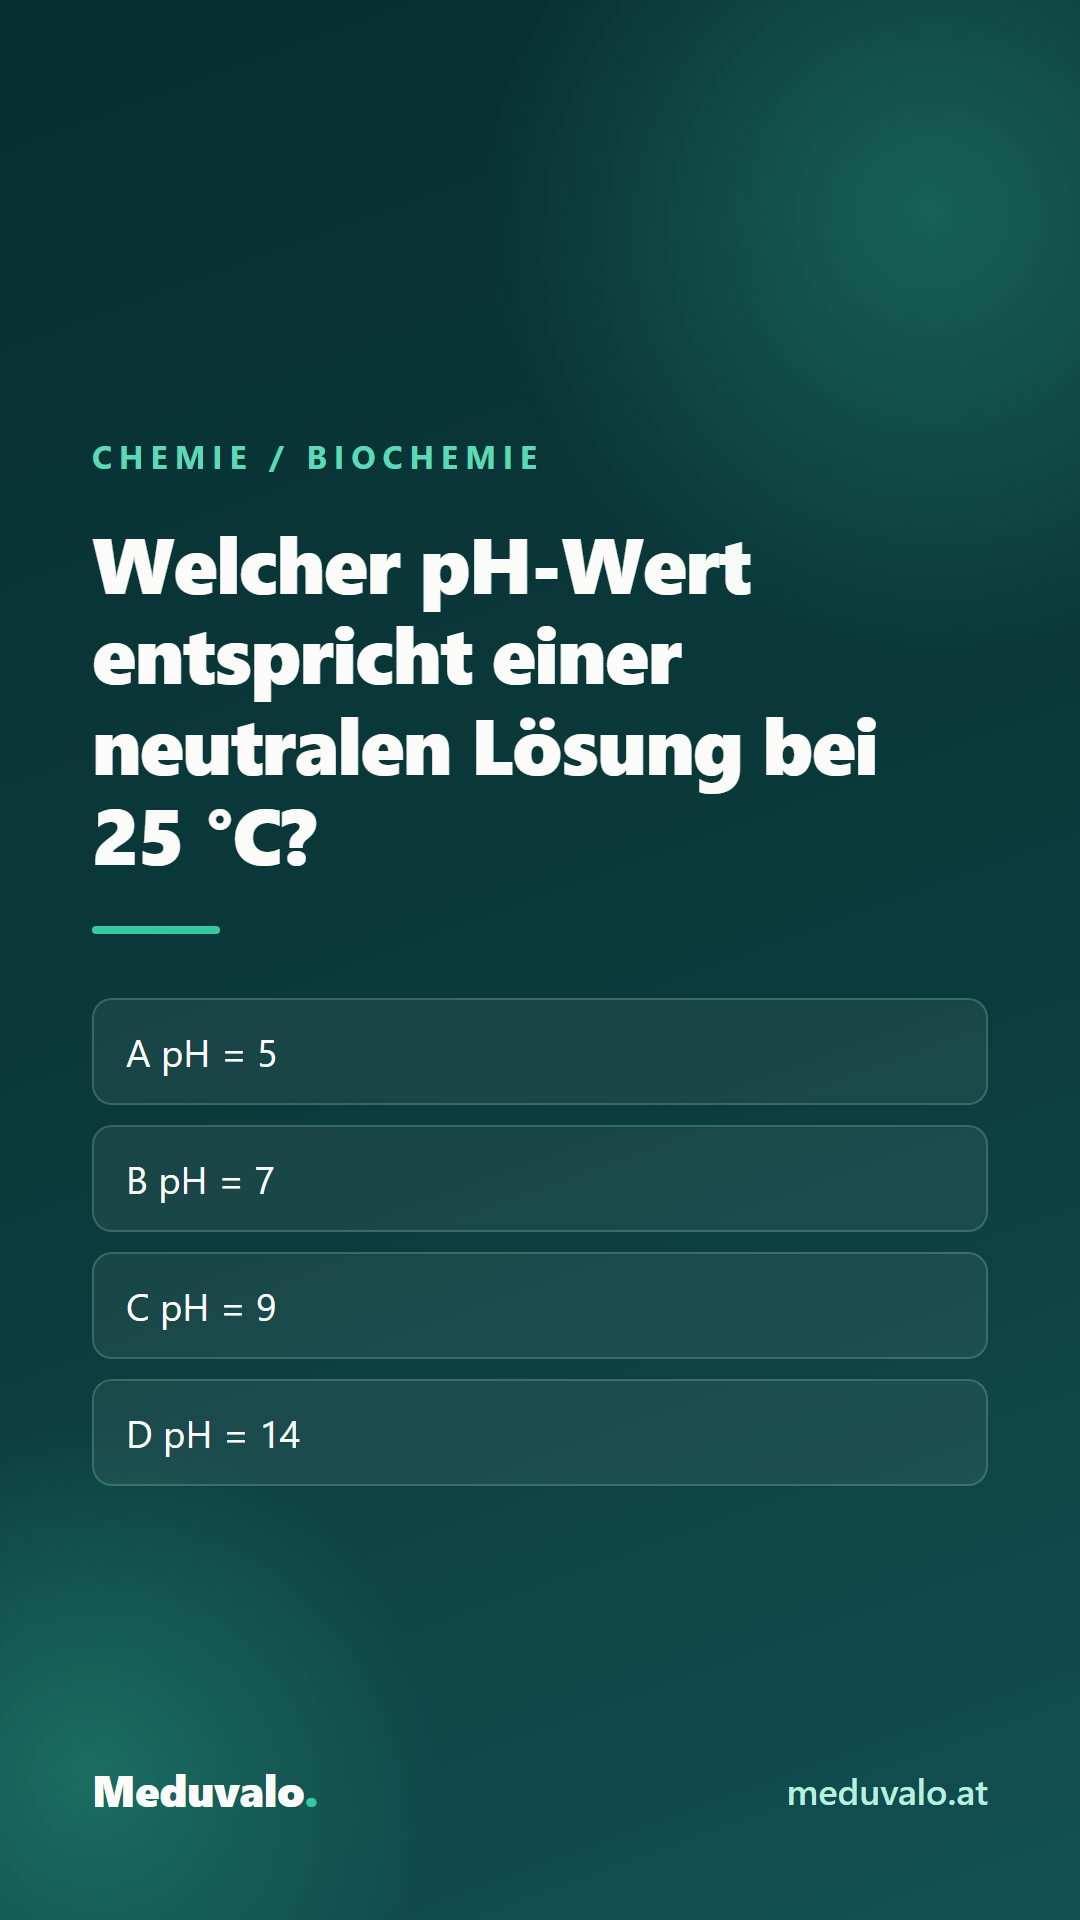 CHEMIE / BIOCHEMIE
Welcher pH-Wert
entspricht einer
neutralen Lösung bei
25 °C?
A pH = 5
B pH = 7
C pH = 9
D pH = 14
Meduvalo.
meduvalo.at